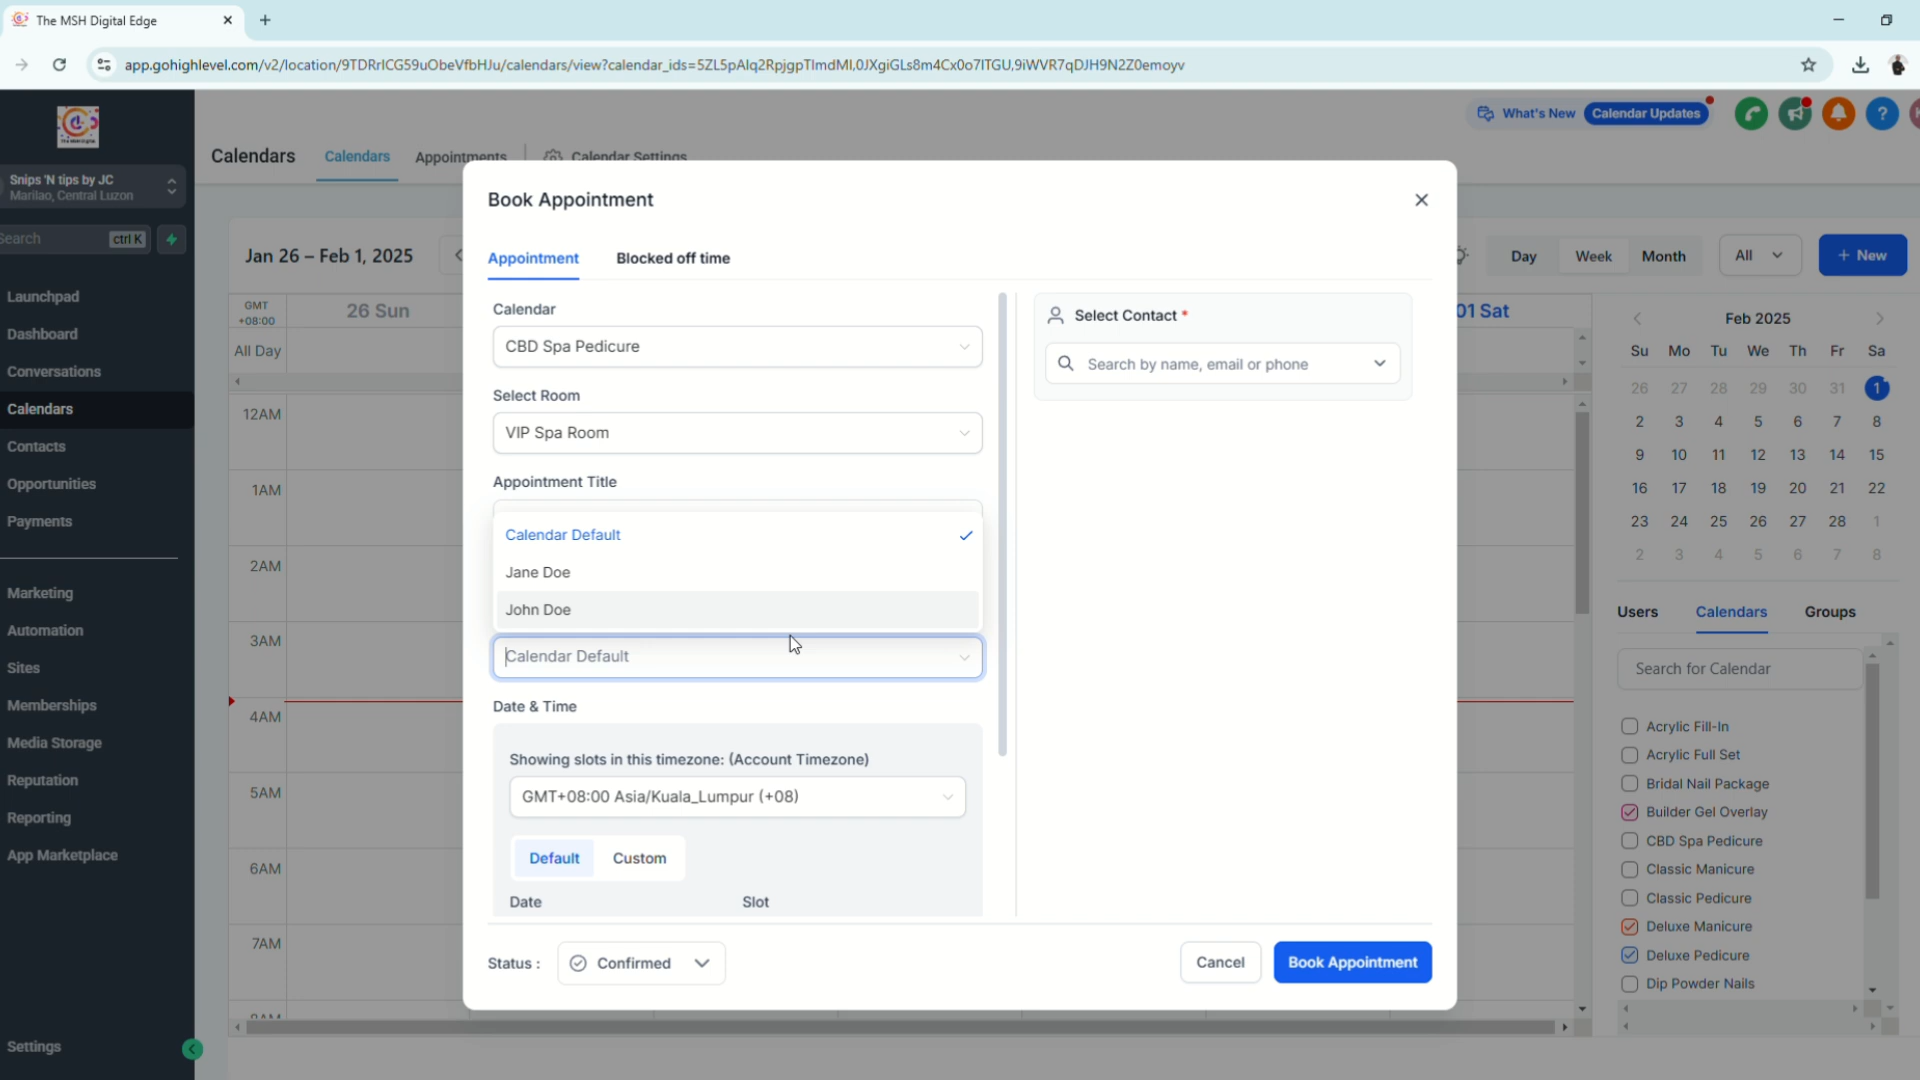 The MSH Digital Edge
app.gohighlevel.com/v2/location/9TDRrICG59uObeVfbHJu/calendars/view?calendar_ids=5ZL5pAlq2RpjgpTImdMI,0JXgiGLs8m4Cx0o7ITGU,9iWVR7qDJH9N2Z0emoyv
What's New Calendar Updates
Calendars Calendars Appointments Calendar Settings
Snips 'N tips by JC
Marilao, Central Luzon
Search ctrl K
Launchpad
Dashboard
Conversations
Calendars
Contacts
Opportunities
Payments
Marketing
Automation
Sites
Memberships
Media Storage
Reputation
Reporting
App Marketplace
Settings
Jan 26 – Feb 1, 2025
Day Week Month All + New
GMT
+08:00
26 Sun
01 Sat
All Day
12AM
1AM
2AM
3AM
4AM
5AM
6AM
7AM
8AM
Book Appointment
Appointment Blocked off time
Calendar
CBD Spa Pedicure
Select Room
VIP Spa Room
Appointment Title
Calendar Default
Jane Doe
John Doe
Calendar Default
Date & Time
Showing slots in this timezone: (Account Timezone)
GMT+08:00 Asia/Kuala_Lumpur (+08)
Default Custom
Date Slot
Select Contact *
Search by name, email or phone
Status : Confirmed
Cancel Book Appointment
Feb 2025
Su Mo Tu We Th Fr Sa
26 27 28 29 30 31 1
2 3 4 5 6 7 8
9 10 11 12 13 14 15
16 17 18 19 20 21 22
23 24 25 26 27 28 1
2 3 4 5 6 7 8
Users Calendars Groups
Search for Calendar
Acrylic Fill-In
Acrylic Full Set
Bridal Nail Package
Builder Gel Overlay
CBD Spa Pedicure
Classic Manicure
Classic Pedicure
Deluxe Manicure
Deluxe Pedicure
Dip Powder Nails